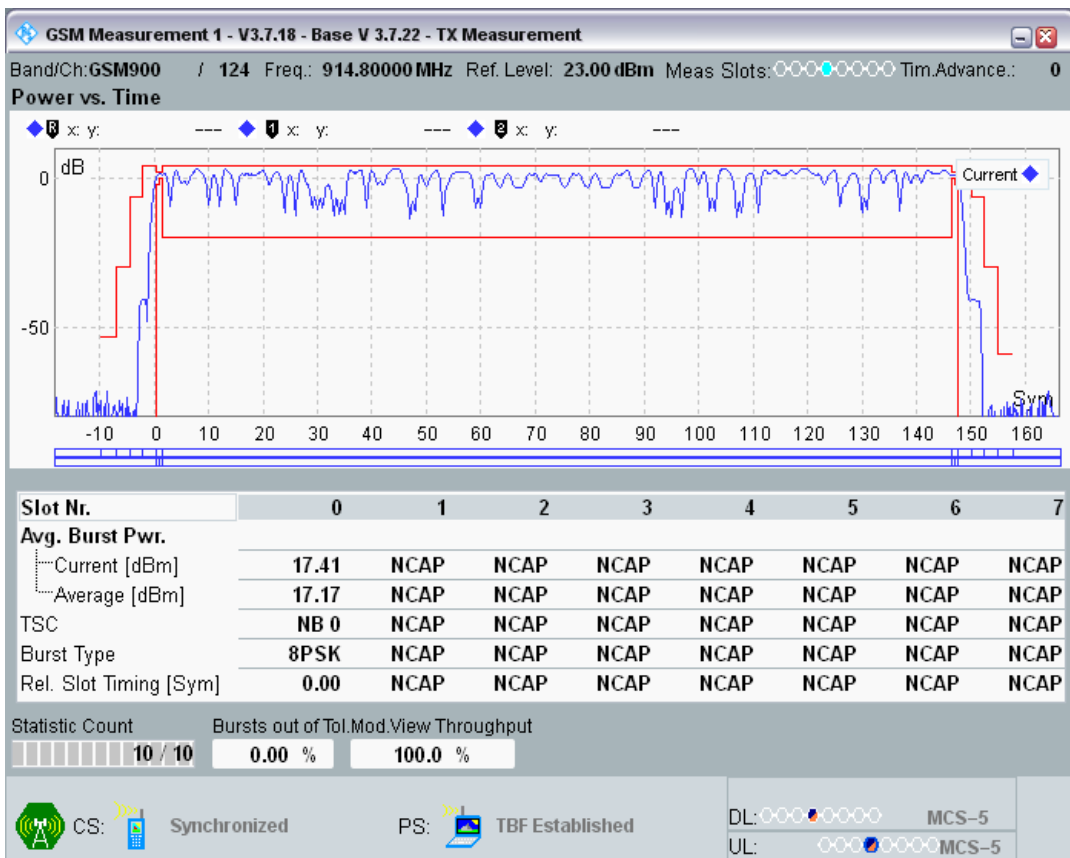 GSM Measurement 1 - V3.7.18 - Base V 3.7.22 - TX Measurement
Band/Ch:GSM900 / 124 Freq.: 914.80000 MHz Ref. Level: 23.00 dBm Meas Slots: Tim.Advance.: 0
Power vs. Time
R x: y: --- 1 x: y: --- 2 x: y: ---
dB
0
Current
-50
Sym
-10 0 10 20 30 40 50 60 70 80 90 100 110 120 130 140 150 160
Slot Nr. 0 1 2 3 4 5 6 7
Avg. Burst Pwr.
Current [dBm] 17.41 NCAP NCAP NCAP NCAP NCAP NCAP NCAP
Average [dBm] 17.17 NCAP NCAP NCAP NCAP NCAP NCAP NCAP
TSC NB 0 NCAP NCAP NCAP NCAP NCAP NCAP NCAP
Burst Type 8PSK NCAP NCAP NCAP NCAP NCAP NCAP NCAP
Rel. Slot Timing [Sym] 0.00 NCAP NCAP NCAP NCAP NCAP NCAP NCAP
Statistic Count Bursts out of Tol.Mod.View Throughput
10 / 10 0.00 % 100.0 %
CS: Synchronized PS: TBF Established
DL: MCS-5
UL: MCS-5